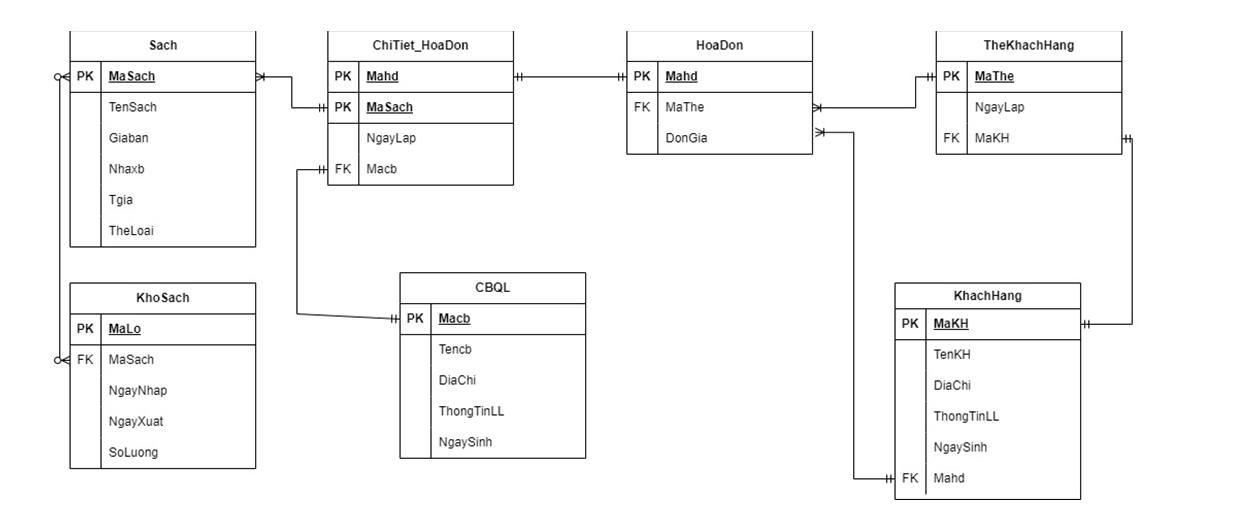 Sach
PK MaSach
TenSach
Giaban
Nhaxb
Tgia
TheLoai
ChiTiet_HoaDon
PK Mahd
PK MaSach
NgayLap
FK Macb
HoaDon
PK Mahd
FK MaThe
DonGia
TheKhachHang
PK MaThe
NgayLap
FK MaKH
KhoSach
PK MaLo
FK MaSach
NgayNhap
NgayXuat
SoLuong
CBQL
PK Macb
Tencb
DiaChi
ThongTinLL
NgaySinh
KhachHang
PK MaKH
TenKH
DiaChi
ThongTinLL
NgaySinh
FK Mahd